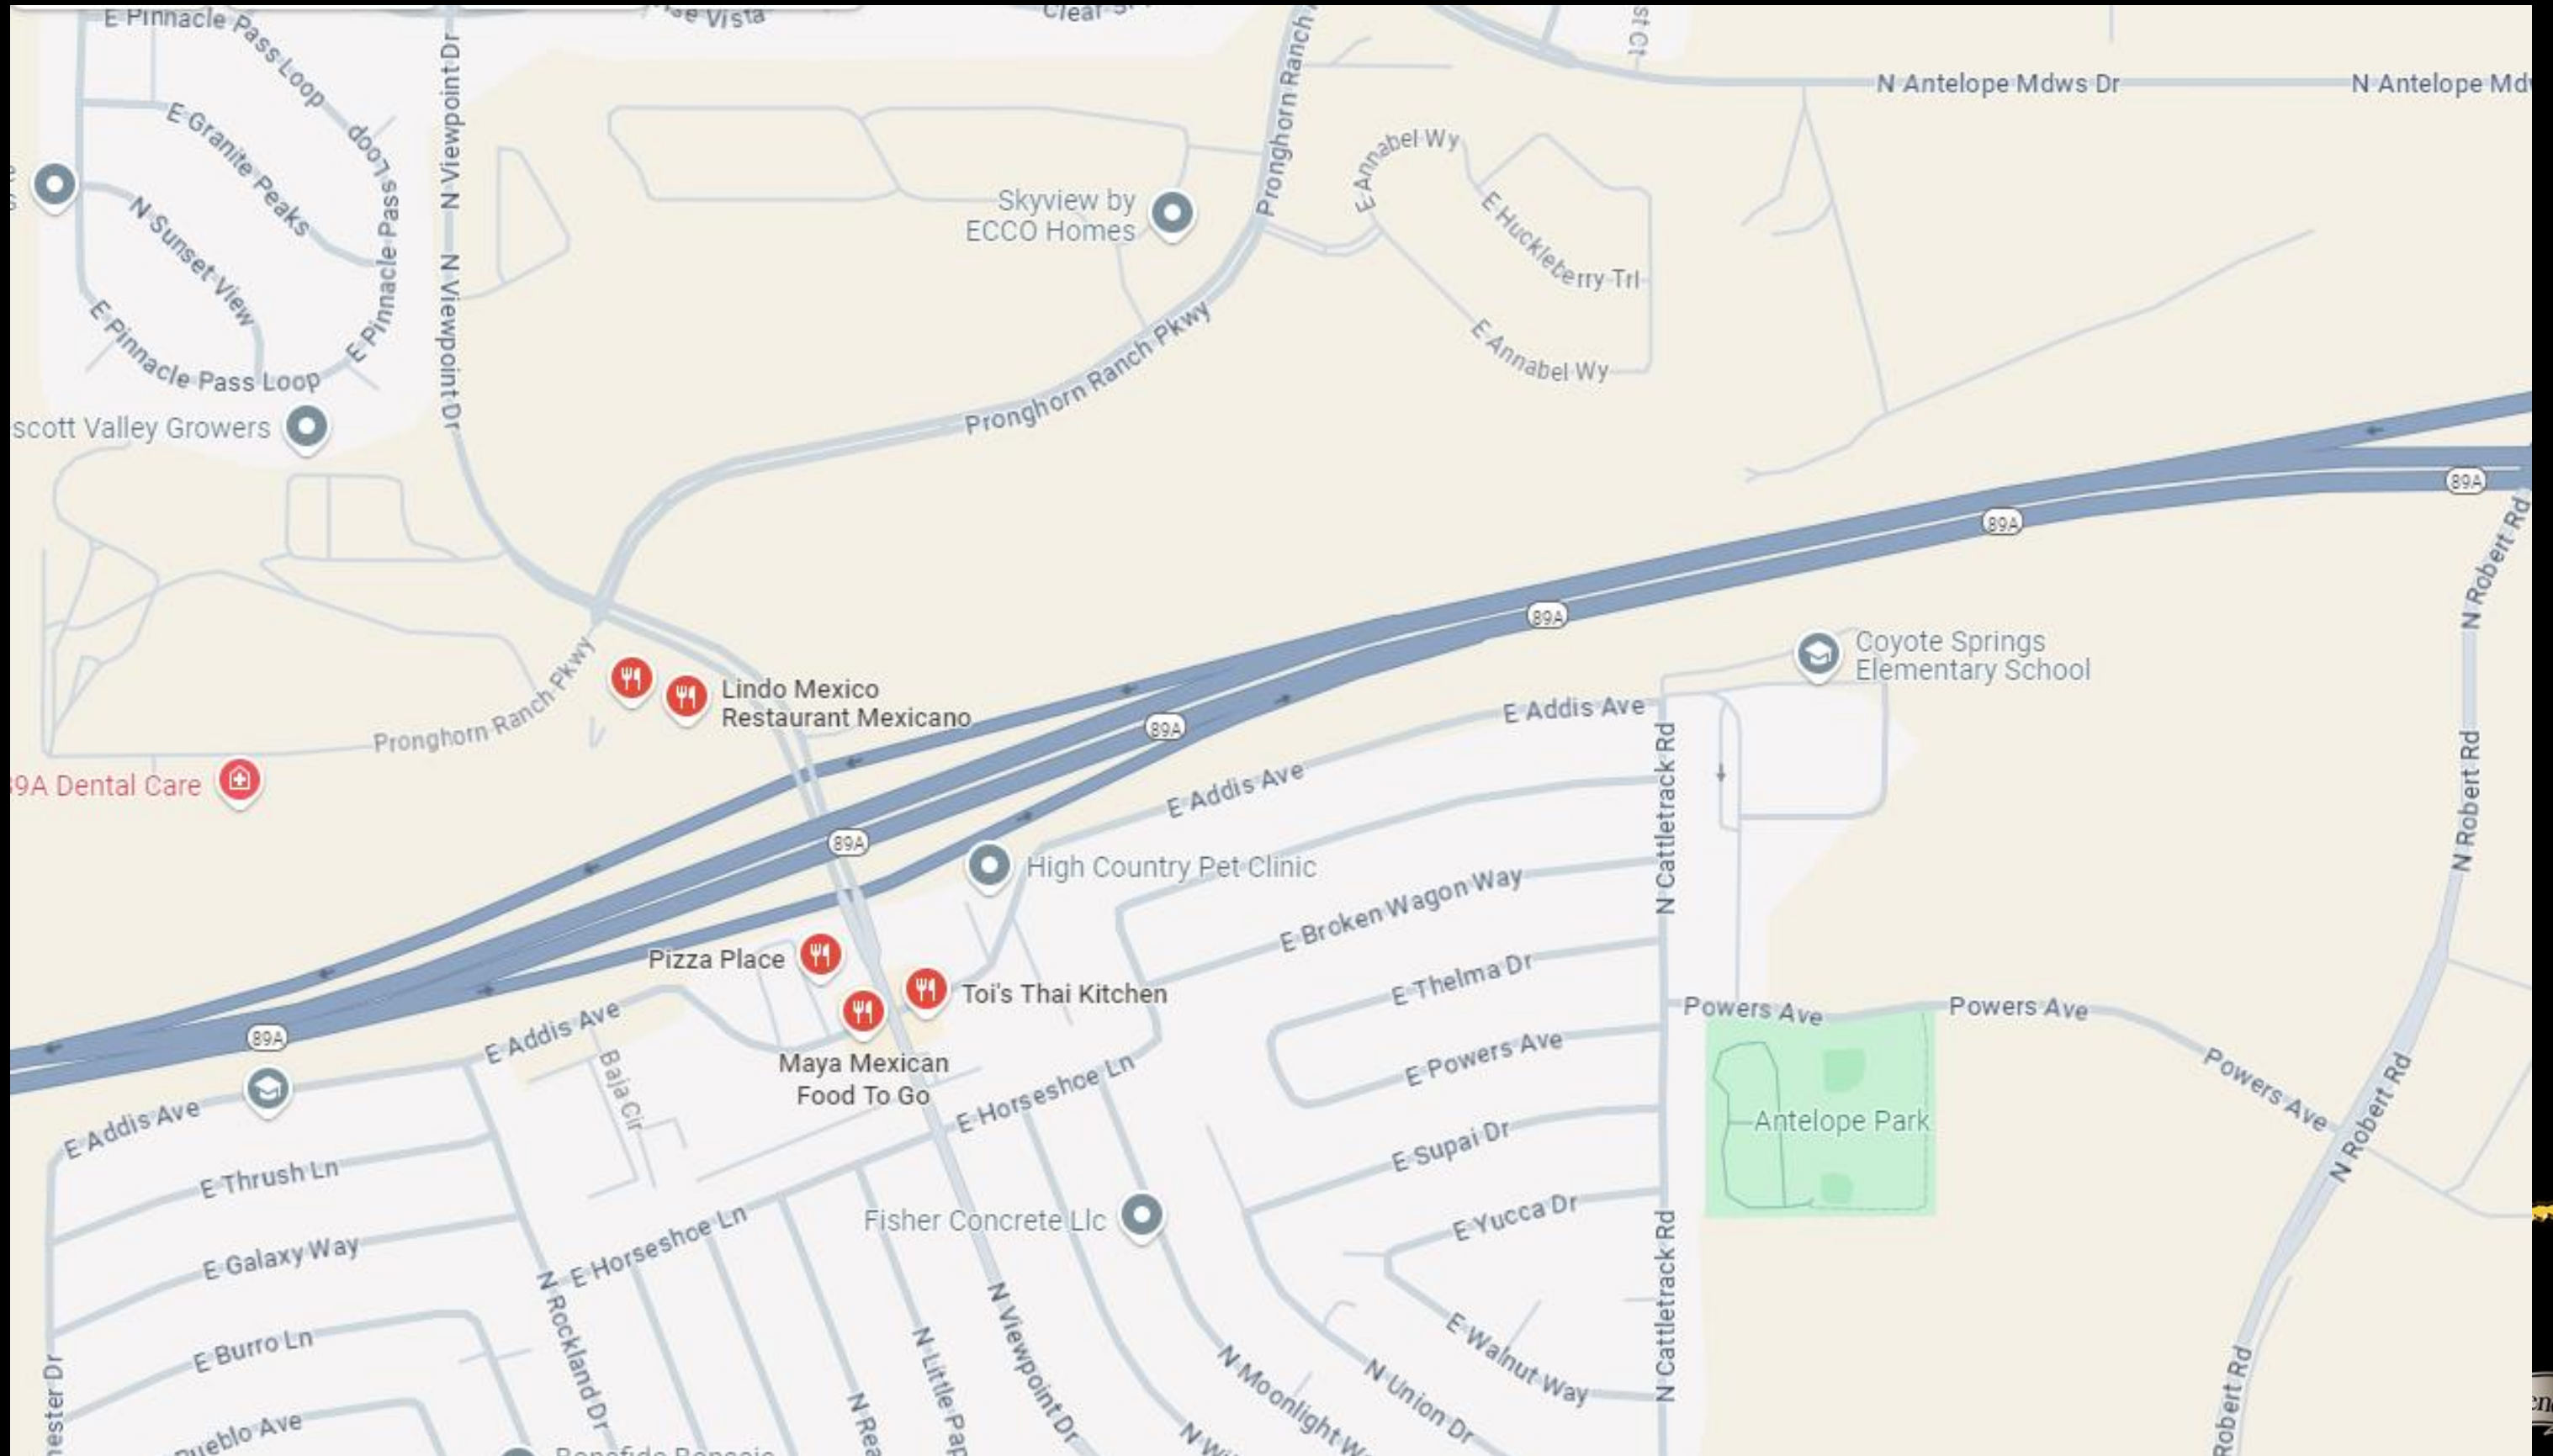 E Pinnacle Pass Loop
Vista
N Viewpoint Dr
Pronghorn Ranch
N Antelope Mdws Dr
E Granite Peaks
Loop
N Sunset View
E Pinnacle Pass
E Annabel Wy
Skyview by
ECCO Homes
E Huckleberry Trl
N Viewpoint Dr
E Pinnacle Pass Loop
E Annabel Wy
Pronghorn Ranch Pkwy
scott Valley Growers
89A
89A
N Robert Rd
89A
Coyote Springs
Elementary School
Lindo Mexico
Restaurant Mexicano
Pronghorn Ranch Pkwy
89A
E Addis Ave
N Cattletrack Rd
N Robert Rd
9A Dental Care
E Addis Ave
89A
High Country Pet Clinic
E Broken Wagon Way
Pizza Place
Toi's Thai Kitchen
E Thelma Dr
Powers Ave
Powers Ave
E Addis Ave
89A
Maya Mexican
Food To Go
Baja Cir
E Powers Ave
Powers Ave
N Robert Rd
E Addis Ave
E Horseshoe Ln
Antelope Park
E Supai Dr
E Thrush Ln
E Horseshoe Ln
Fisher Concrete Llc
E Yucca Dr
E Galaxy Way
N Rockland Dr
N Viewpoint Dr
N Cattletrack Rd
E Burro Ln
E Walnut Way
N Moonlight
N Union Dr
Robert Rd
Pueblo Ave